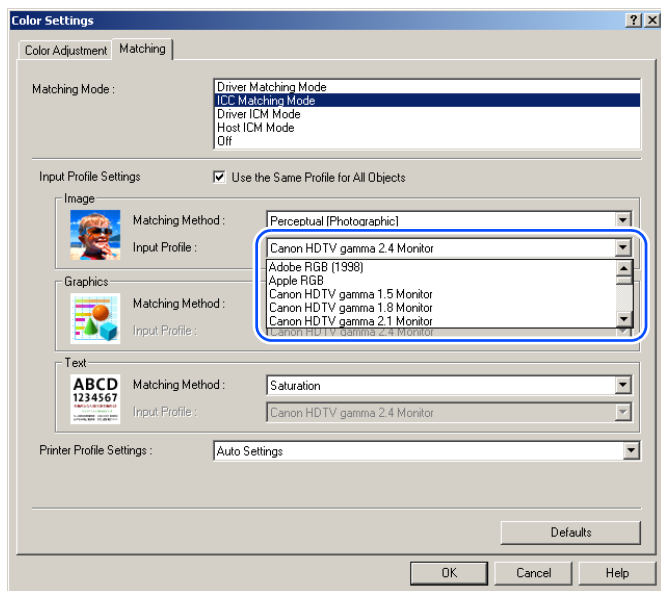 Color Settings
Color Adjustment Matching
Matching Mode :
Driver Matching Mode
ICC Matching Mode
Driver ICM Mode
Host ICM Mode
Off
Input Profile Settings Use the Same Profile for All Objects
Image
Matching Method : Perceptual [Photographic]
Input Profile : Canon HDTV gamma 2.4 Monitor
Adobe RGB (1998)
Apple RGB
Canon HDTV gamma 1.5 Monitor
Canon HDTV gamma 1.8 Monitor
Canon HDTV gamma 2.1 Monitor
Graphics
Matching Method :
Input Profile : Canon HDTV gamma 2.4 Monitor
Text
ABCD
1234567
Matching Method : Saturation
Input Profile : Canon HDTV gamma 2.4 Monitor
Printer Profile Settings : Auto Settings
Defaults
OK Cancel Help